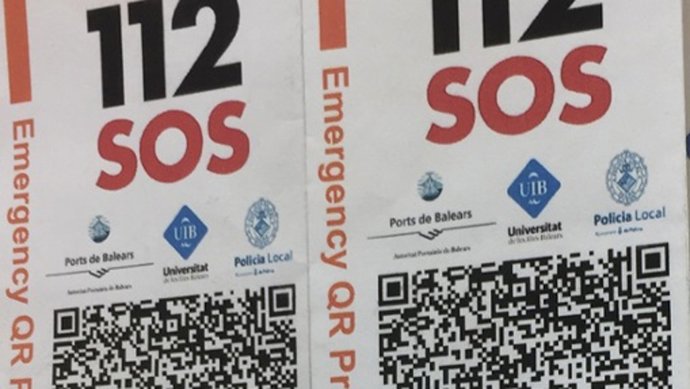 112
SOS
Ports de Balears
Autoritat Portuària de Balears
UIB
Universitat
de les Illes Balears
Policia Local
Emergency QR Pr
112
SOS
Ports de Balears
Autoritat Portuària de Balears
UIB
Universitat
de les Illes Balears
Policia Local
Emergency QR Pr